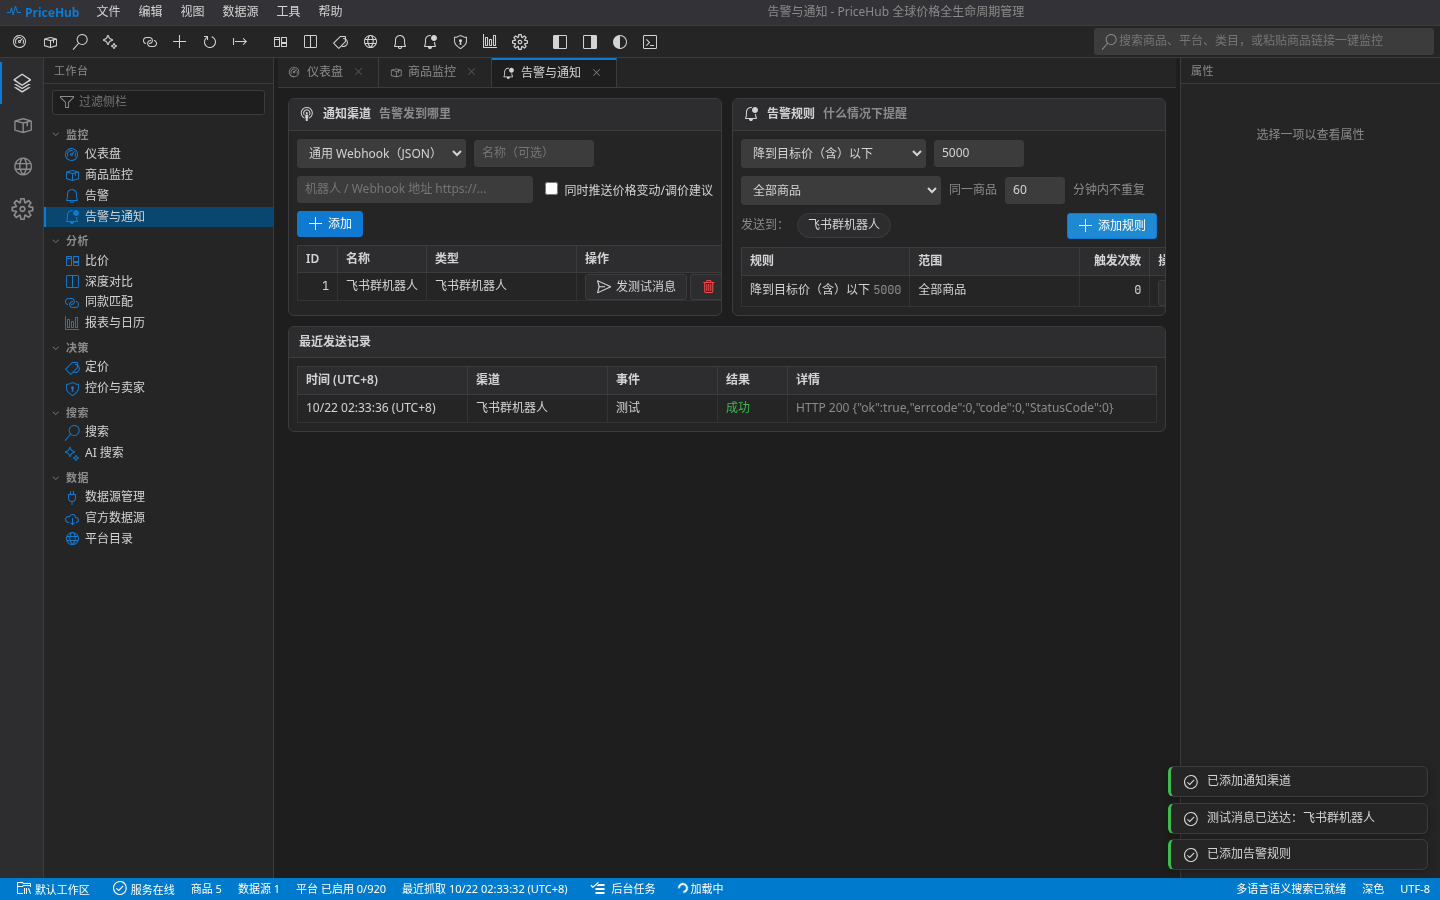 PriceHub 文件 编辑 视图 数据源 工具 帮助 告警与通知 - PriceHub 全球价格全生命周期管理
搜索商品、平台、类目，或粘贴商品链接一键监控
工作台
过滤侧栏
监控
仪表盘
商品监控
告警
告警与通知
分析
比价
深度对比
同款匹配
报表与日历
决策
定价
控价与卖家
搜索
搜索
AI 搜索
数据
数据源管理
官方数据源
平台目录
仪表盘 商品监控 告警与通知
通知渠道 告警发到哪里
通用 Webhook（JSON） 名称（可选）
机器人 / Webhook 地址 https://... 同时推送价格变动/调价建议
添加
ID 名称 类型 操作
1 飞书群机器人 飞书群机器人 发测试消息
告警规则 什么情况下提醒
降到目标价（含）以下 5000
全部商品 同一商品 60 分钟内不重复
发送到： 飞书群机器人 添加规则
规则 范围 触发次数
降到目标价（含）以下 5000 全部商品 0
最近发送记录
时间 (UTC+8) 渠道 事件 结果 详情
10/22 02:33:36 (UTC+8) 飞书群机器人 测试 成功 HTTP 200 {"ok":true,"errcode":0,"code":0,"StatusCode":0}
属性
选择一项以查看属性
已添加通知渠道
测试消息已送达：飞书群机器人
已添加告警规则
默认工作区 服务在线 商品 5 数据源 1 平台 已启用 0/920 最近抓取 10/22 02:33:32 (UTC+8) 后台任务 加载中 多语言语义搜索已就绪 深色 UTF-8